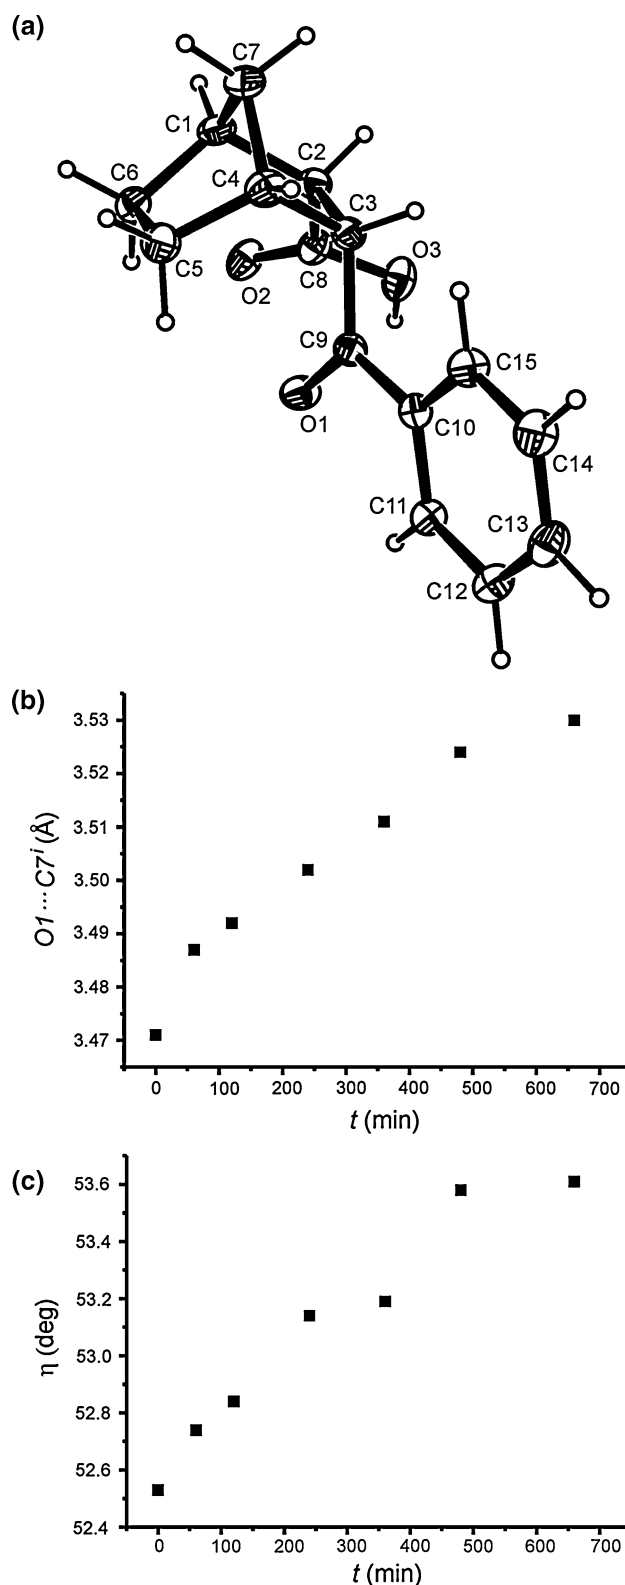 (a)
C7
C1
C2
C6
C4
C3
C5
O2
C8
O3
C9
C15
O1
C10
C14
C11
C13
C12
(b)
3.53
3.52
3.51
3.50
3.49
3.48
3.47
O1···C7ⁱ (Å)
0 100 200 300 400 500 600 700
t (min)
(c)
53.6
53.4
53.2
53.0
52.8
52.6
52.4
η (deg)
0 100 200 300 400 500 600 700
t (min)